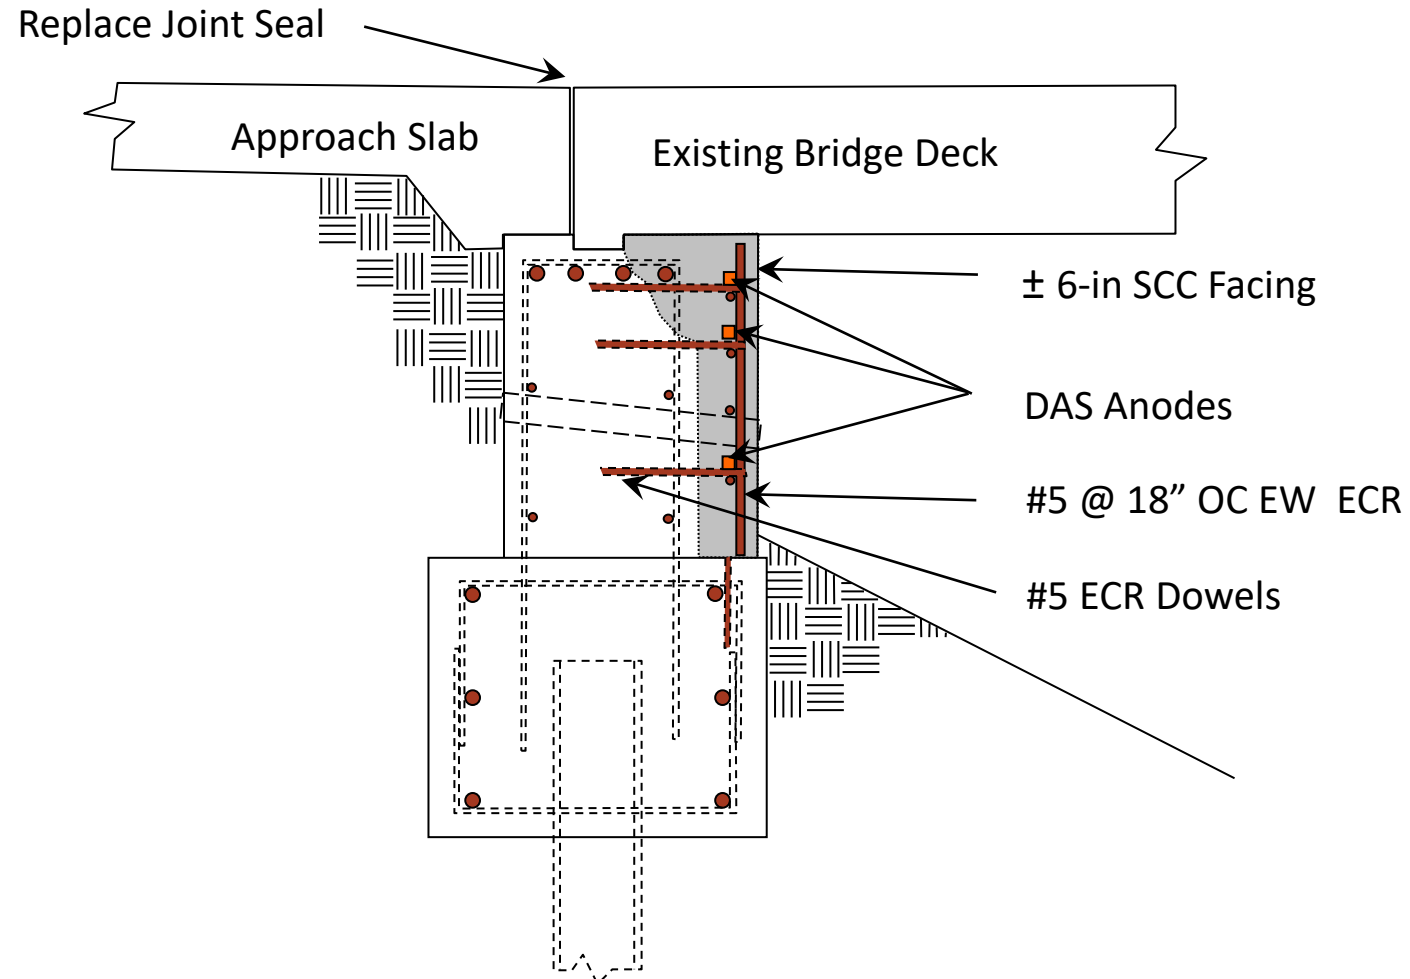 Replace Joint Seal
Approach Slab
Existing Bridge Deck
± 6-in SCC Facing
DAS Anodes
#5 @ 18” OC EW  ECR
#5 ECR Dowels